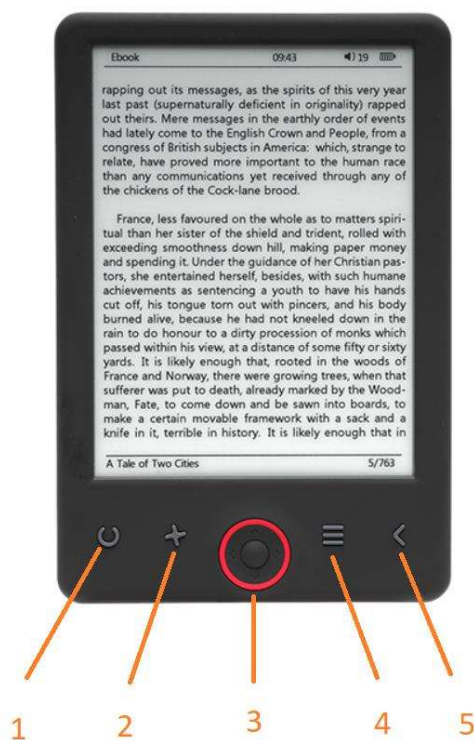 Ebook 09:43 19
rapping out its messages, as the spirits of this very year
last past (supernaturally deficient in originality) rapped
out theirs. Mere messages in the earthly order of events
had lately come to the English Crown and People, from a
congress of British subjects in America: which, strange to
relate, have proved more important to the human race
than any communications yet received through any of
the chickens of the Cock-lane brood.
France, less favoured on the whole as to matters spiri-
tual than her sister of the shield and trident, rolled with
exceeding smoothness down hill, making paper money
and spending it. Under the guidance of her Christian pas-
tors, she entertained herself, besides, with such humane
achievements as sentencing a youth to have his hands
cut off, his tongue torn out with pincers, and his body
burned alive, because he had not kneeled down in the
rain to do honour to a dirty procession of monks which
passed within his view, at a distance of some fifty or sixty
yards. It is likely enough that, rooted in the woods of
France and Norway, there were growing trees, when that
sufferer was put to death, already marked by the Wood-
man, Fate, to come down and be sawn into boards, to
make a certain movable framework with a sack and a
knife in it, terrible in history. It is likely enough that in
A Tale of Two Cities 5/763
1 2 3 4 5